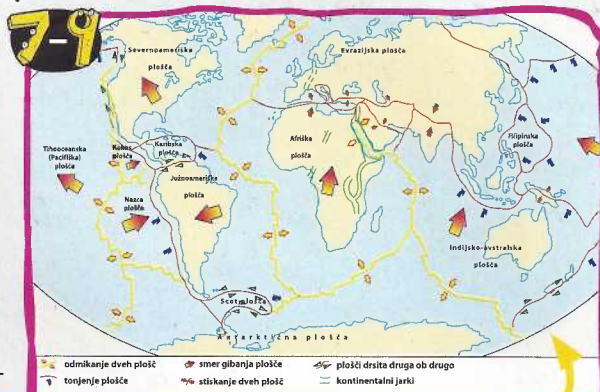 7-9
Severnoameriška
plošča
Evrazijska plošča
Tihooceanska
(Pacifiška)
plošča
Kokos
plošča
Karibska
plošča
Afriška
plošča
Filipinska
plošča
Južnoameriška
plošča
Nazca
plošča
Indijsko-avstralska
plošča
Scot plošča
Antarktična plošča
odmikanje dveh plošč
smer gibanja plošče
plošči drsita druga ob drugo
tonjenje plošče
stiskanje dveh plošč
kontinentalni jarki